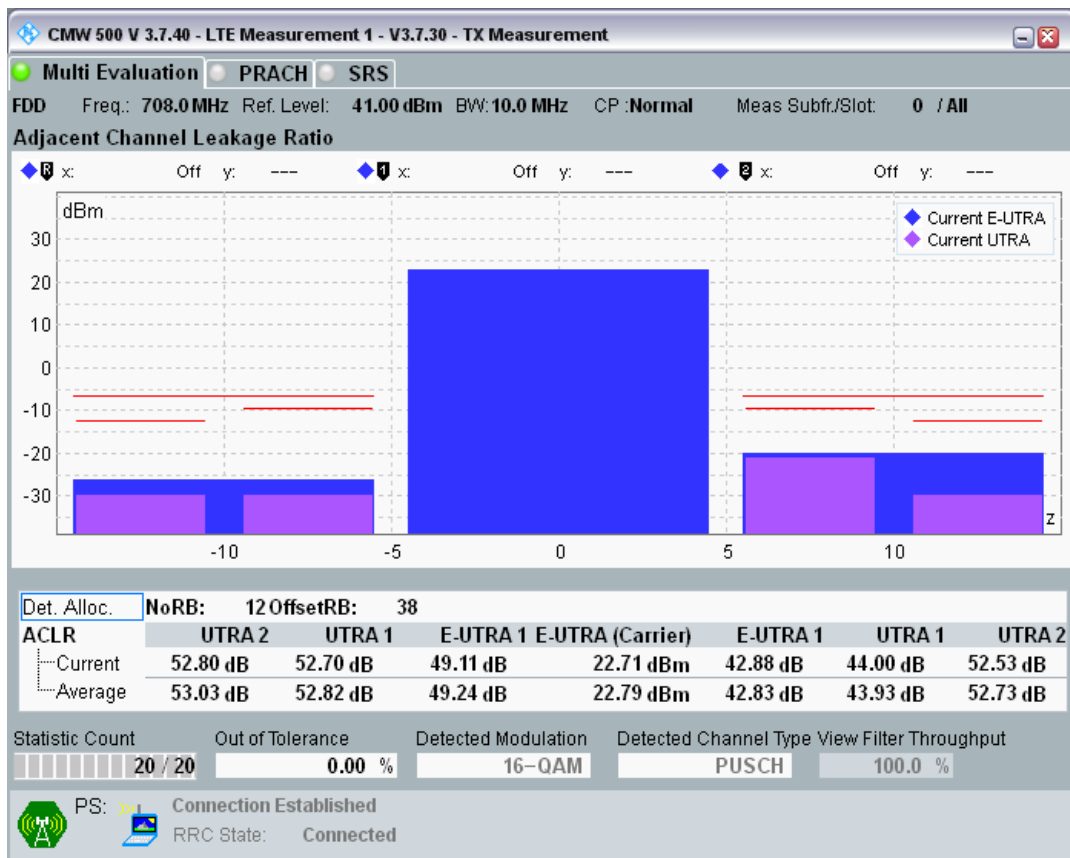 CMW 500 V 3.7.40 - LTE Measurement 1 - V3.7.30 - TX Measurement
Multi Evaluation PRACH SRS
FDD Freq.: 708.0 MHz Ref. Level: 41.00 dBm BW: 10.0 MHz CP :Normal Meas Subfr./Slot: 0 / All
Adjacent Channel Leakage Ratio
R x: Off y: --- 1 x: Off y: --- 2 x: Off y: ---
dBm
Current E-UTRA
Current UTRA
30
20
10
0
-10
-20
-30
z
-10 -5 0 5 10
Det. Alloc. NoRB: 12 OffsetRB: 38
ACLR UTRA 2 UTRA 1 E-UTRA 1 E-UTRA (Carrier) E-UTRA 1 UTRA 1 UTRA 2
Current 52.80 dB 52.70 dB 49.11 dB 22.71 dBm 42.88 dB 44.00 dB 52.53 dB
Average 53.03 dB 52.82 dB 49.24 dB 22.79 dBm 42.83 dB 43.93 dB 52.73 dB
Statistic Count Out of Tolerance Detected Modulation Detected Channel Type View Filter Throughput
20 / 20 0.00 % 16-QAM PUSCH 100.0 %
PS: Connection Established
RRC State: Connected